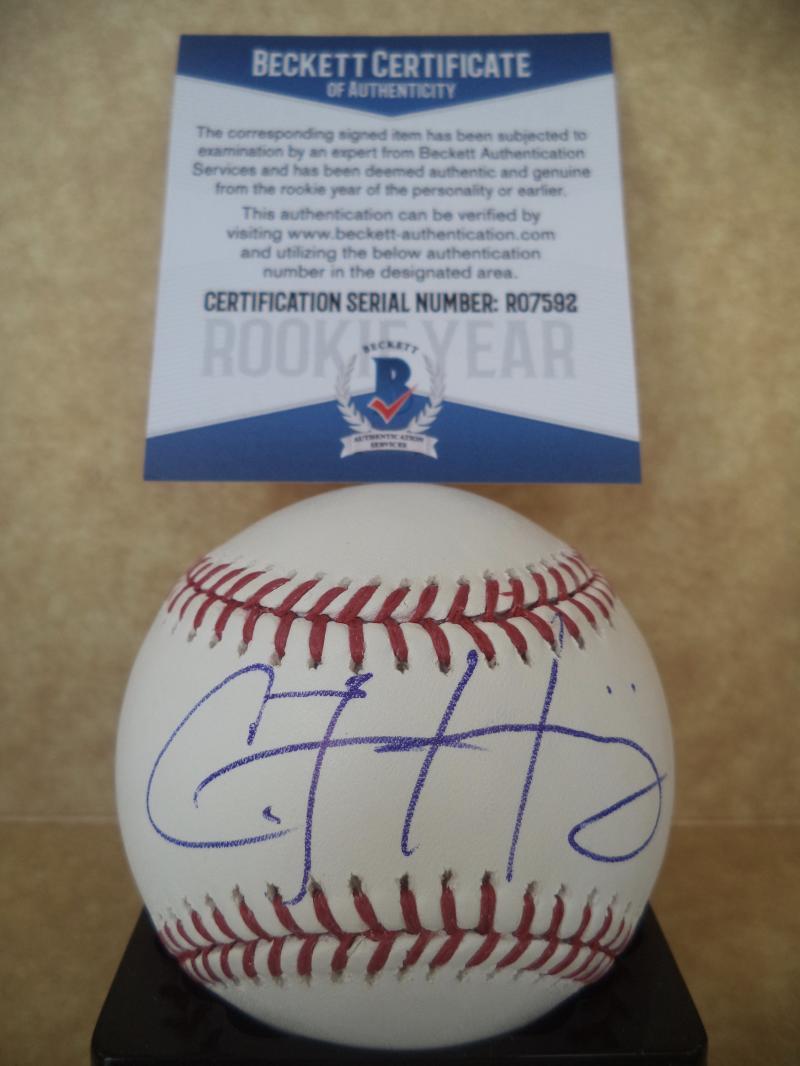 BECKETT CERTIFICATE
OF AUTHENTICITY
The corresponding signed item has been subjected to
examination by an expert from Beckett Authentication
Services and has been deemed authentic and genuine
from the rookie year of the personality or earlier.
This authentication can be verified by
visiting www.beckett-authentication.com
and utilizing the below authentication
number in the designated area.
CERTIFICATION SERIAL NUMBER: R07592
ROOKIE YEAR
BECKETT
B
AUTHENTICATION
SERVICES